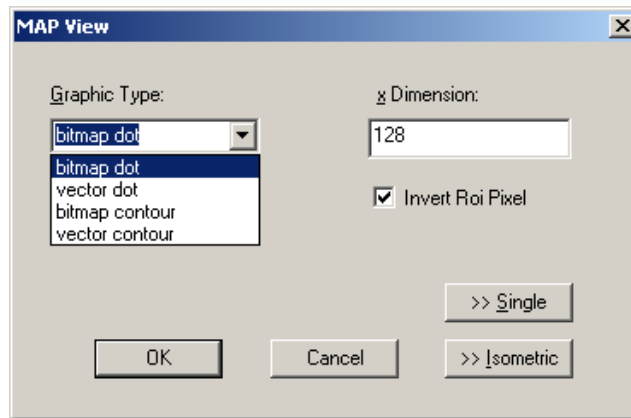 MAP View
Graphic Type:
x Dimension:
bitmap dot
128
bitmap dot
vector dot
bitmap contour
vector contour
Invert Roi Pixel
>> Single
OK
Cancel
>> Isometric